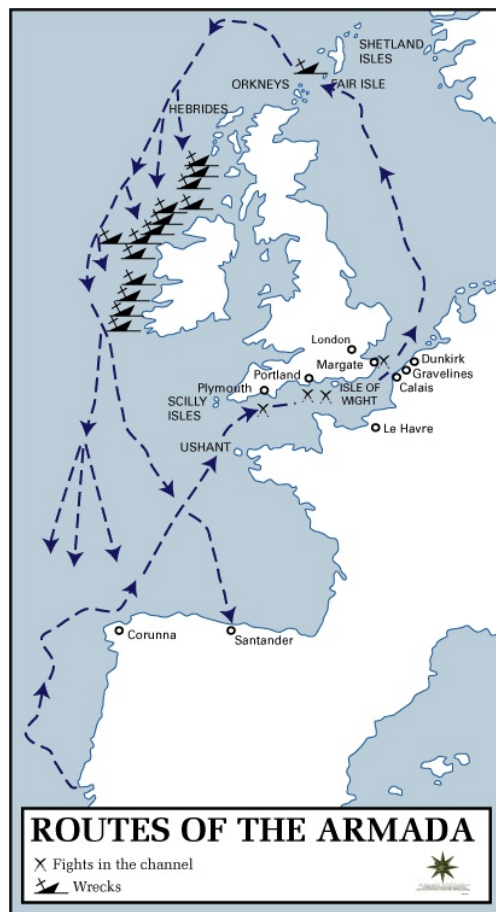 SHETLAND
ISLES
ORKNEYS
FAIR ISLE
HEBRIDES
London
Margate
Dunkirk
Gravelines
Calais
Portland
Plymouth
ISLE OF
WIGHT
SCILLY
ISLES
Le Havre
USHANT
Corunna
Santander
ROUTES OF THE ARMADA
Fights in the channel
Wrecks